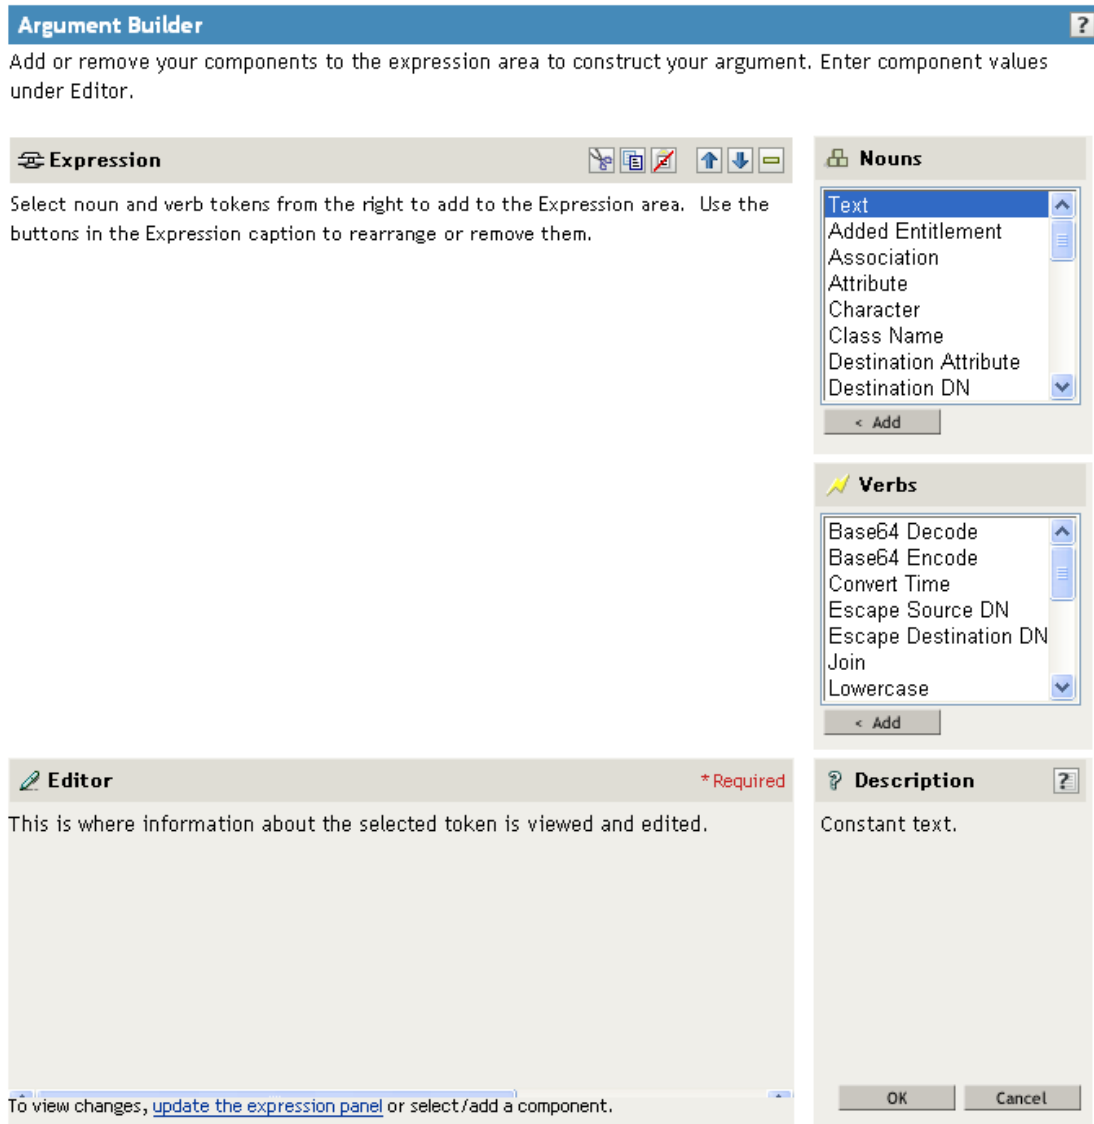 Argument Builder
?
Add or remove your components to the expression area to construct your argument. Enter component values
under Editor.
Expression
Select noun and verb tokens from the right to add to the Expression area. Use the
buttons in the Expression caption to rearrange or remove them.
Nouns
Text
Added Entitlement
Association
Attribute
Character
Class Name
Destination Attribute
Destination DN
< Add
Verbs
Base64 Decode
Base64 Encode
Convert Time
Escape Source DN
Escape Destination DN
Join
Lowercase
< Add
Editor
* Required
This is where information about the selected token is viewed and edited.
To view changes, update the expression panel or select/add a component.
? Description
?
Constant text.
OK
Cancel